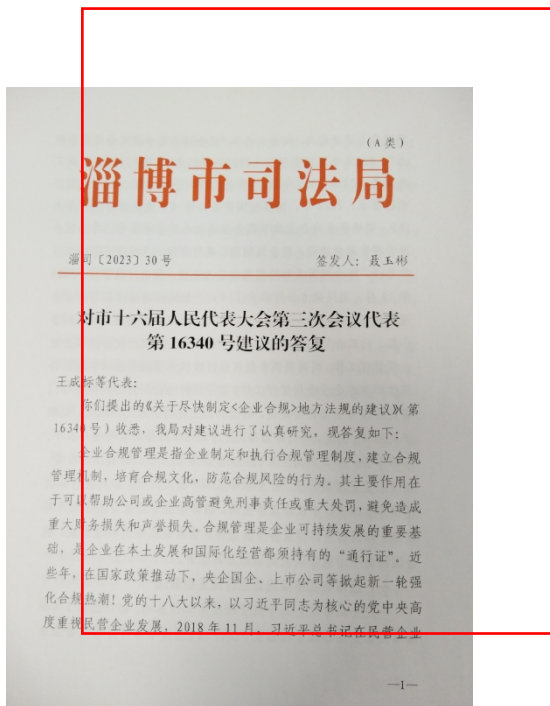 （A类）
淄博市司法局
淄司〔2023〕30号
签发人：聂玉彬
对市十六届人民代表大会第三次会议代表
第16340号建议的答复
王成标等代表：
你们提出的《关于尽快制定<企业合规>地方法规的建议》（第
16340号）收悉，我局对建议进行了认真研究，现答复如下：
企业合规管理是指企业制定和执行合规管理制度，建立合规
管理机制，培育合规文化，防范合规风险的行为。其主要作用在
于可以帮助公司或企业高管避免刑事责任或重大处罚，避免造成
重大财务损失和声誉损失。合规管理是企业可持续发展的重要基
础，是企业在本土发展和国际化经营都须持有的“通行证”。近
些年，在国家政策推动下，央企国企、上市公司等掀起新一轮强
化合规热潮！党的十八大以来，以习近平同志为核心的党中央高
度重视民营企业发展，2018年11月，习近平总书记在民营企业
—1—